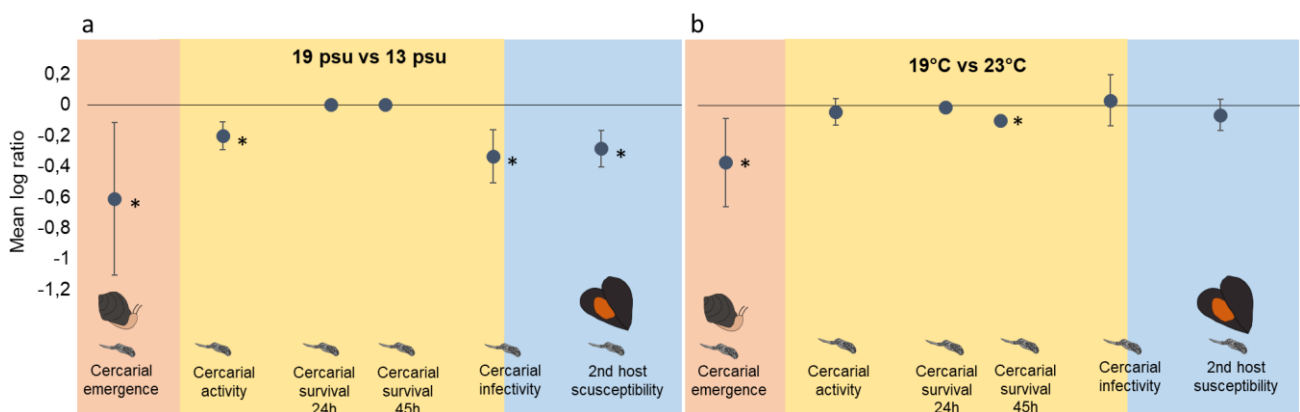 a
19 psu vs 13 psu
Mean log ratio
0,2
0
-0,2
-0,4
-0,6
-0,8
-1
-1,2
*
*
*
*
Cercarial
emergence
Cercarial
activity
Cercarial
survival
24h
Cercarial
survival
45h
Cercarial
infectivity
2nd host
suscusceptibility
b
19°C vs 23°C
*
*
Cercarial
emergence
Cercarial
activity
Cercarial
survival
24h
Cercarial
survival
45h
Cercarial
infectivity
2nd host
susceptibility